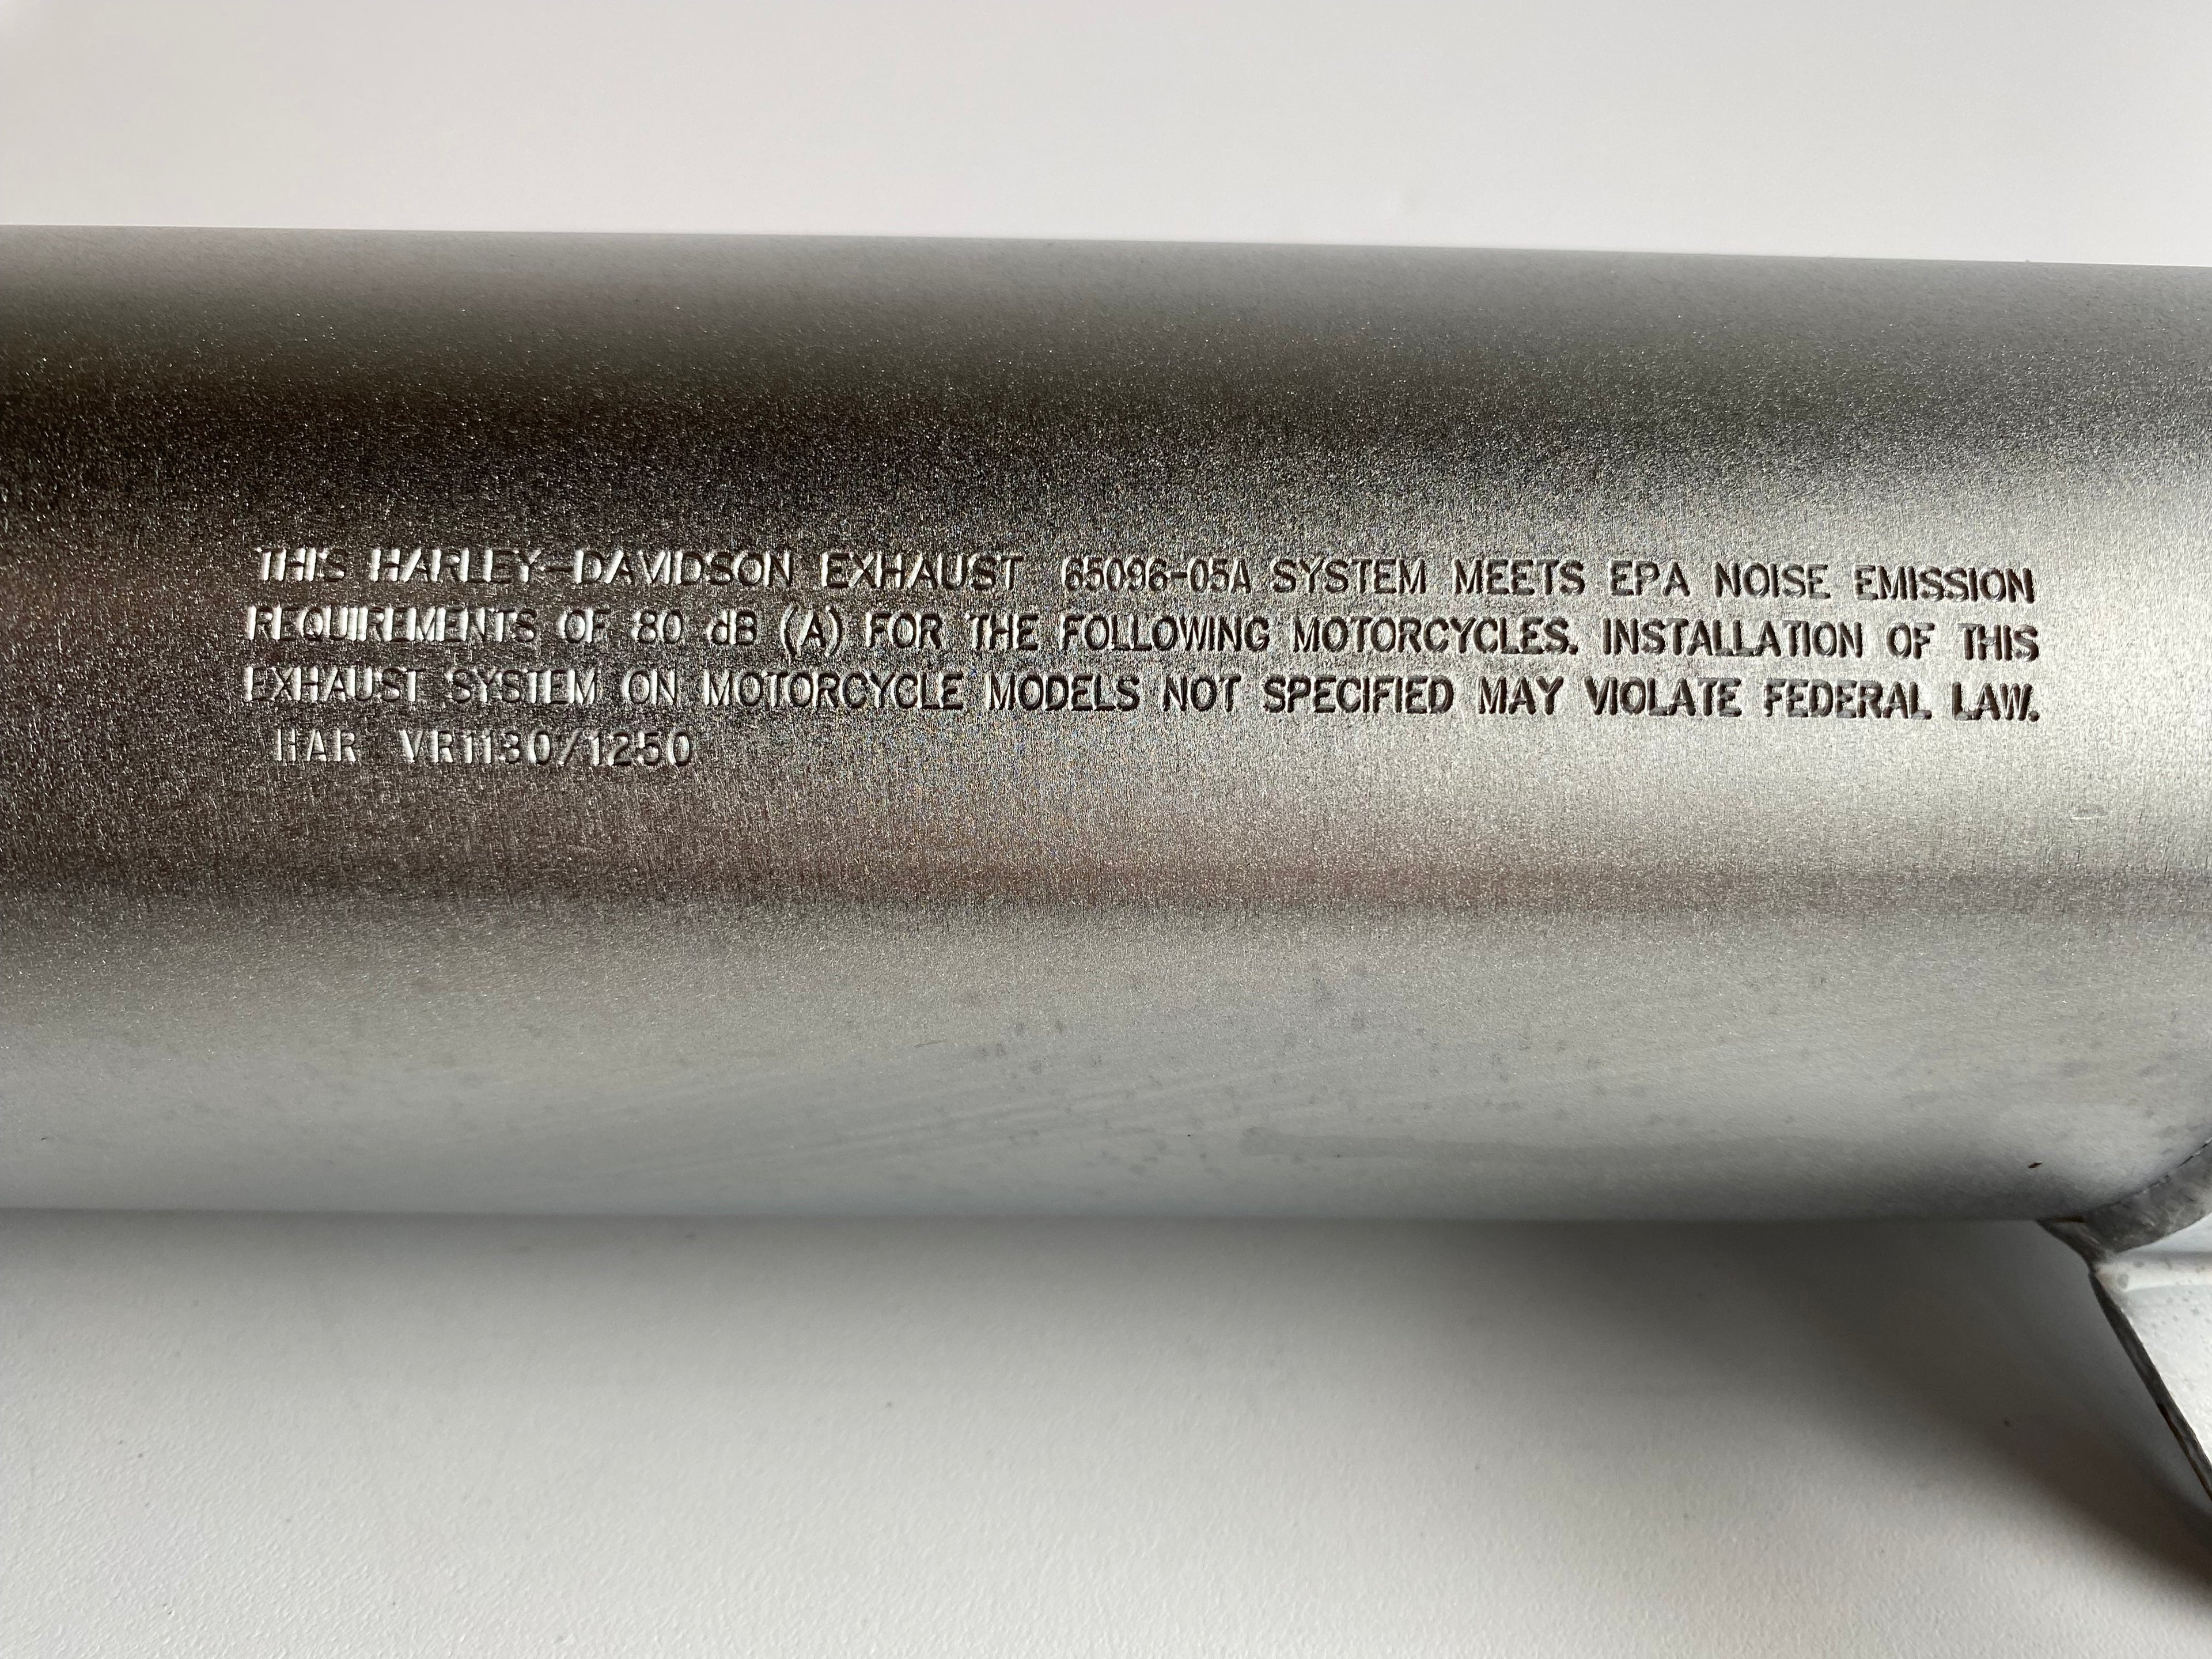 THIS HARLEY-DAVIDSON EXHAUST 65096-05A SYSTEM MEETS EPA NOISE EMISSION
REQUIREMENTS OF 80 dB (A) FOR THE FOLLOWING MOTORCYCLES. INSTALLATION OF THIS
EXHAUST SYSTEM ON MOTORCYCLE MODELS NOT SPECIFIED MAY VIOLATE FEDERAL LAW.
HAR VR1130/1250